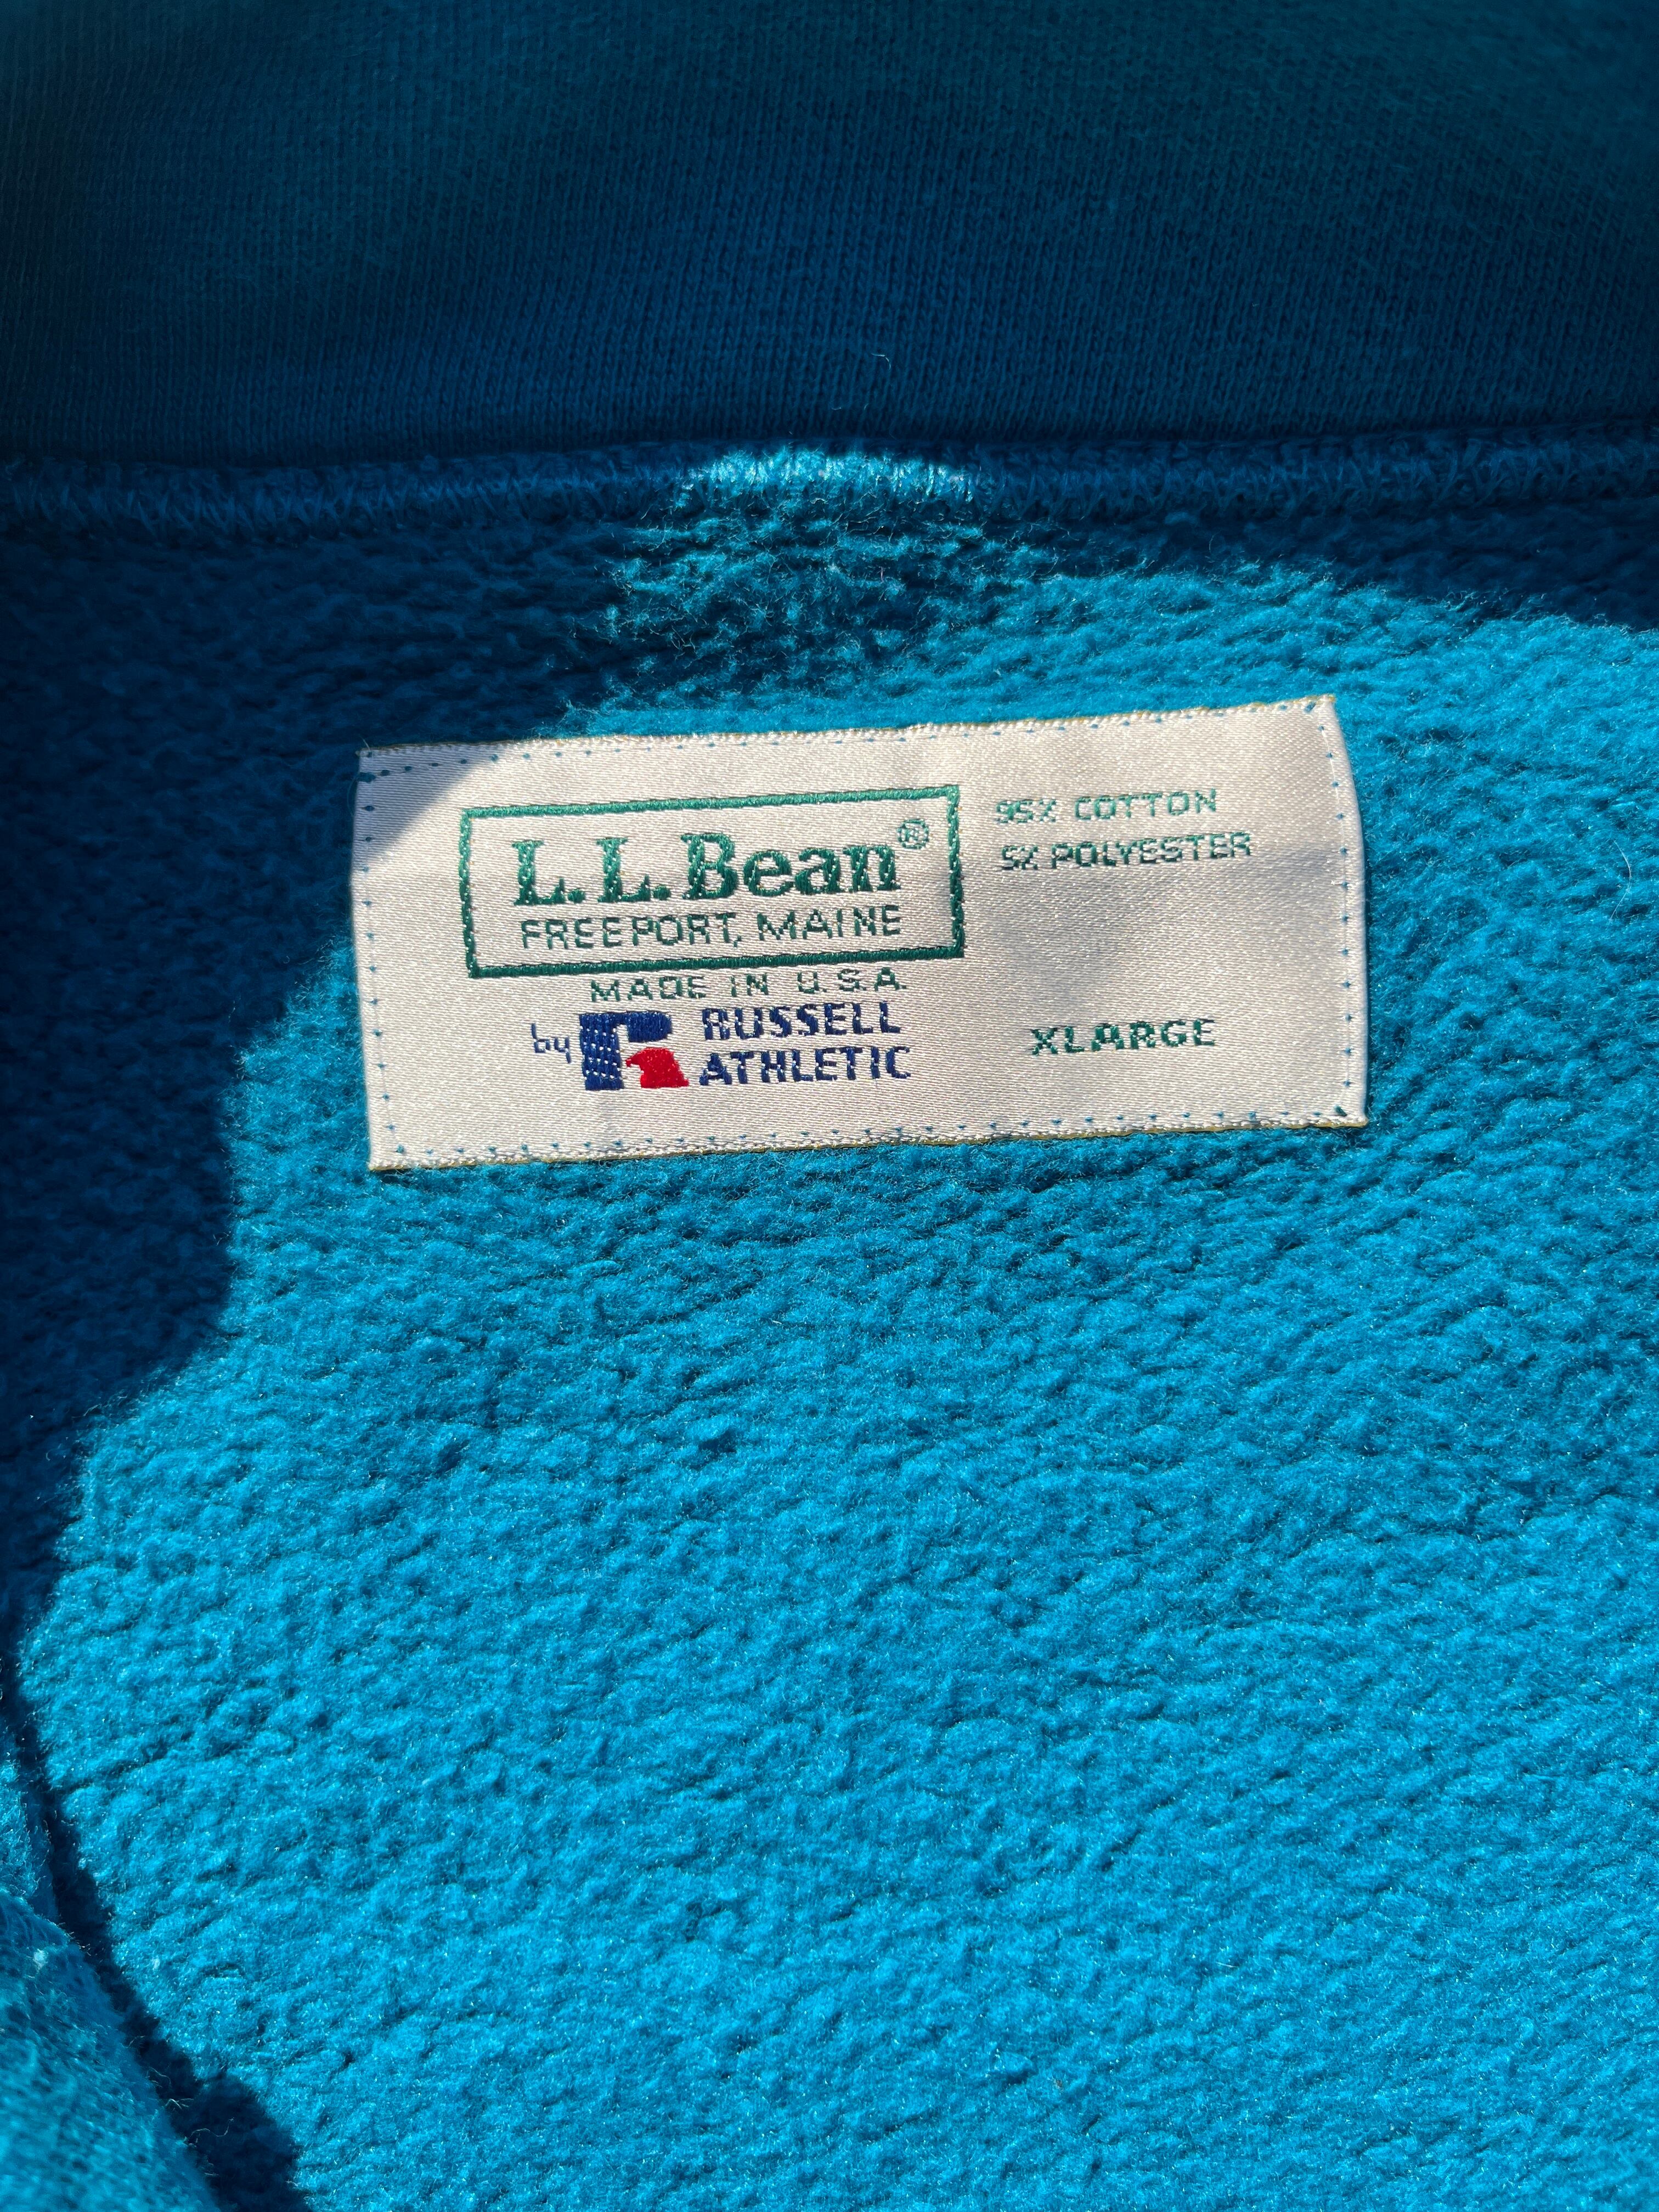 L.L.Bean®
FREEPORT, MAINE
MADE IN U.S.A.
by R RUSSELL
ATHLETIC
95% COTTON
5% POLYESTER
XLARGE